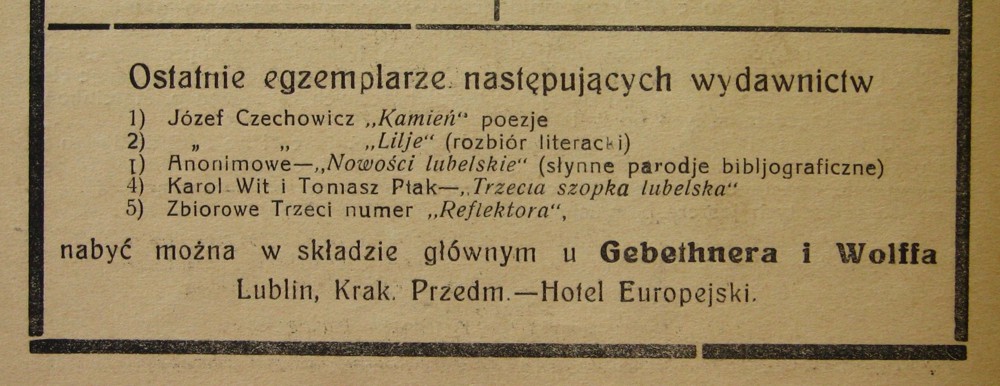 Ostatnie egzemplarze następujących wydawnictw
1) Józef Czechowicz „Kamień" poezje
2) „ „ „Lilje" (rozbiór literacki)
1) Anonimowe—„Nowości lubelskie" (słynne parodje bibljograficzne)
4) Karol Wit i Tomasz Ptak—„Trzecia szopka lubelska"
5) Zbiorowe Trzeci numer „Reflektora",
nabyć można w składzie głównym u Gebethnera i Wolffa
Lublin, Krak. Przedm.—Hotel Europejski.